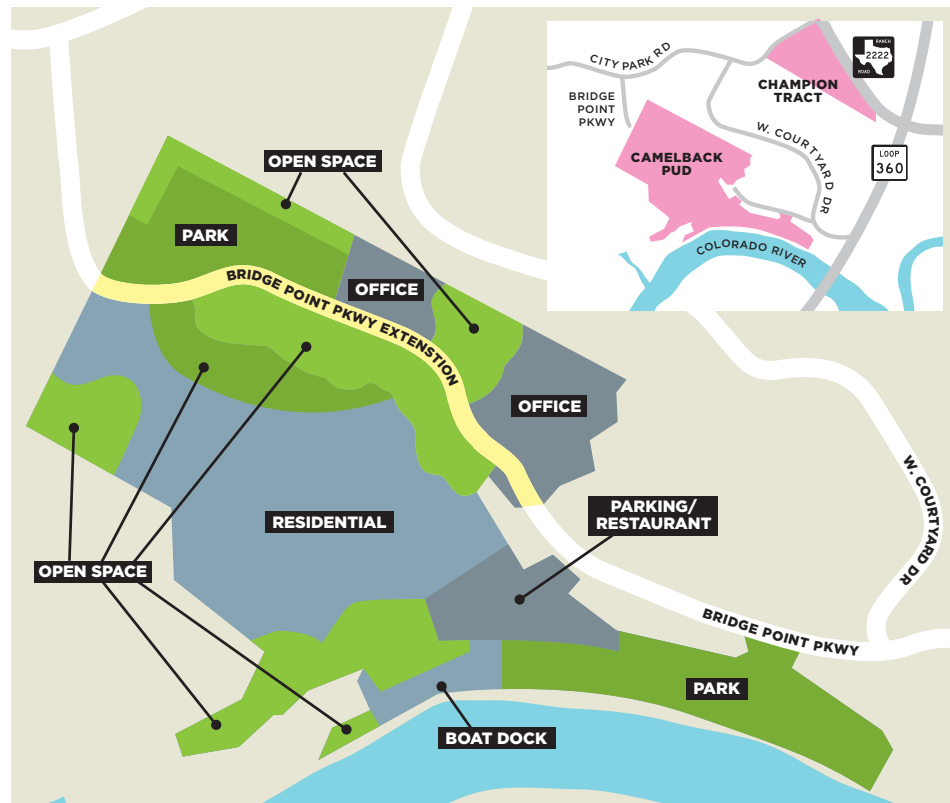 OPEN SPACE
PARK
OFFICE
BRIDGE POINT PKWY EXTENSTION
OFFICE
RESIDENTIAL
PARKING/
RESTAURANT
OPEN SPACE
BRIDGE POINT PKWY
W. COURTYARD DR
PARK
BOAT DOCK
CITY PARK RD
BRIDGE
POINT
PKWY
CHAMPION
TRACT
RANCH
2222
ROAD
W. COURTYARD DR
CAMELBACK
PUD
LOOP
360
COLORADO RIVER